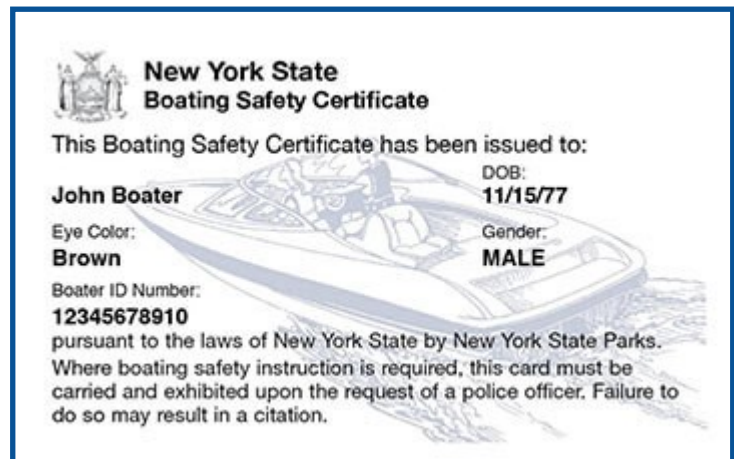 New York State
Boating Safety Certificate
This Boating Safety Certificate has been issued to:
DOB:
John Boater 11/15/77
Eye Color: Gender:
Brown MALE
Boater ID Number:
12345678910
pursuant to the laws of New York State by New York State Parks.
Where boating safety instruction is required, this card must be
carried and exhibited upon the request of a police officer. Failure to
do so may result in a citation.